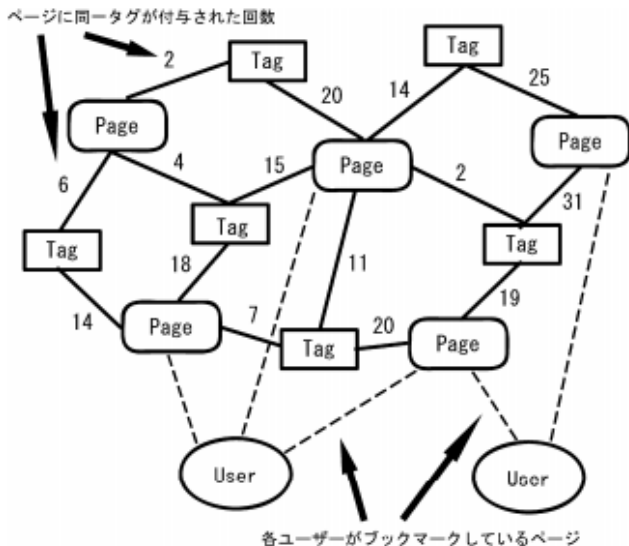 ページに同一タグが付与された回数
2
Tag
Tag
20
14
25
Page
Page
Page
6
4
15
2
31
Tag
Tag
Tag
18
11
14
7
20
19
Page
Tag
Page
User
User
各ユーザーがブックマークしているページ